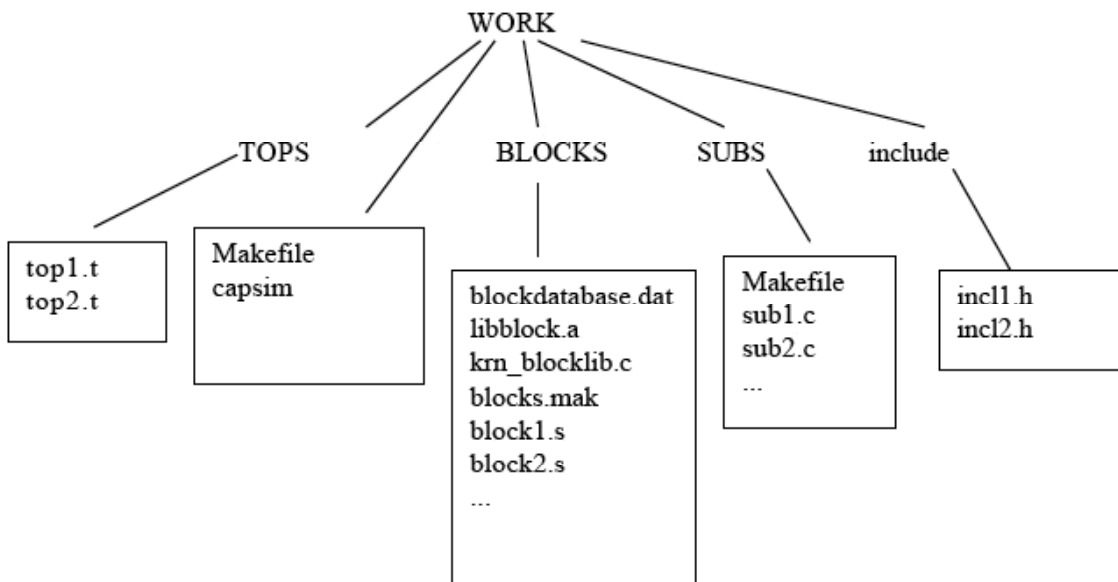 WORK
TOPS
BLOCKS
SUBS
include
top1.t
top2.t
Makefile
capsim
blockdatabase.dat
libblock.a
krn_blocklib.c
blocks.mak
block1.s
block2.s
...
Makefile
sub1.c
sub2.c
...
incl1.h
incl2.h